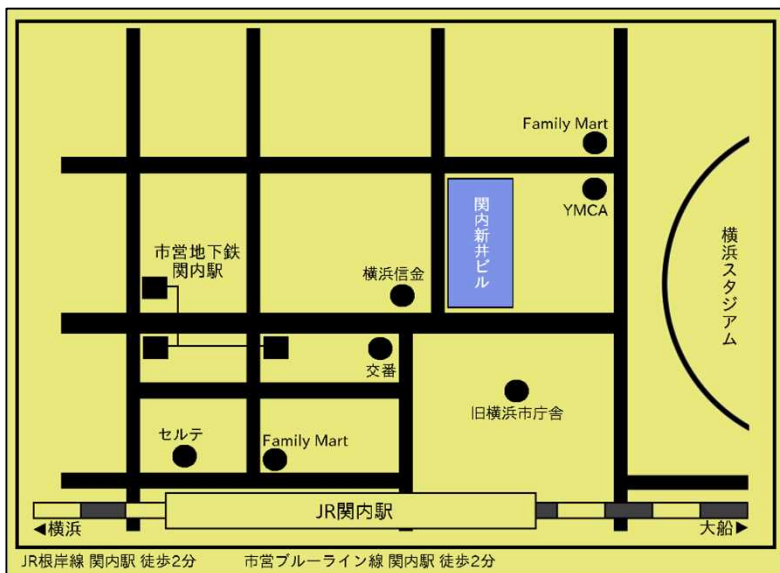 Family Mart
YMCA
関内新井ビル
横浜スタジアム
市営地下鉄
関内駅
横浜信金
交番
旧横浜市庁舎
セルテ
Family Mart
JR関内駅
◀横浜
大船▶
JR根岸線 関内駅 徒歩2分
市営ブルーライン線 関内駅 徒歩2分